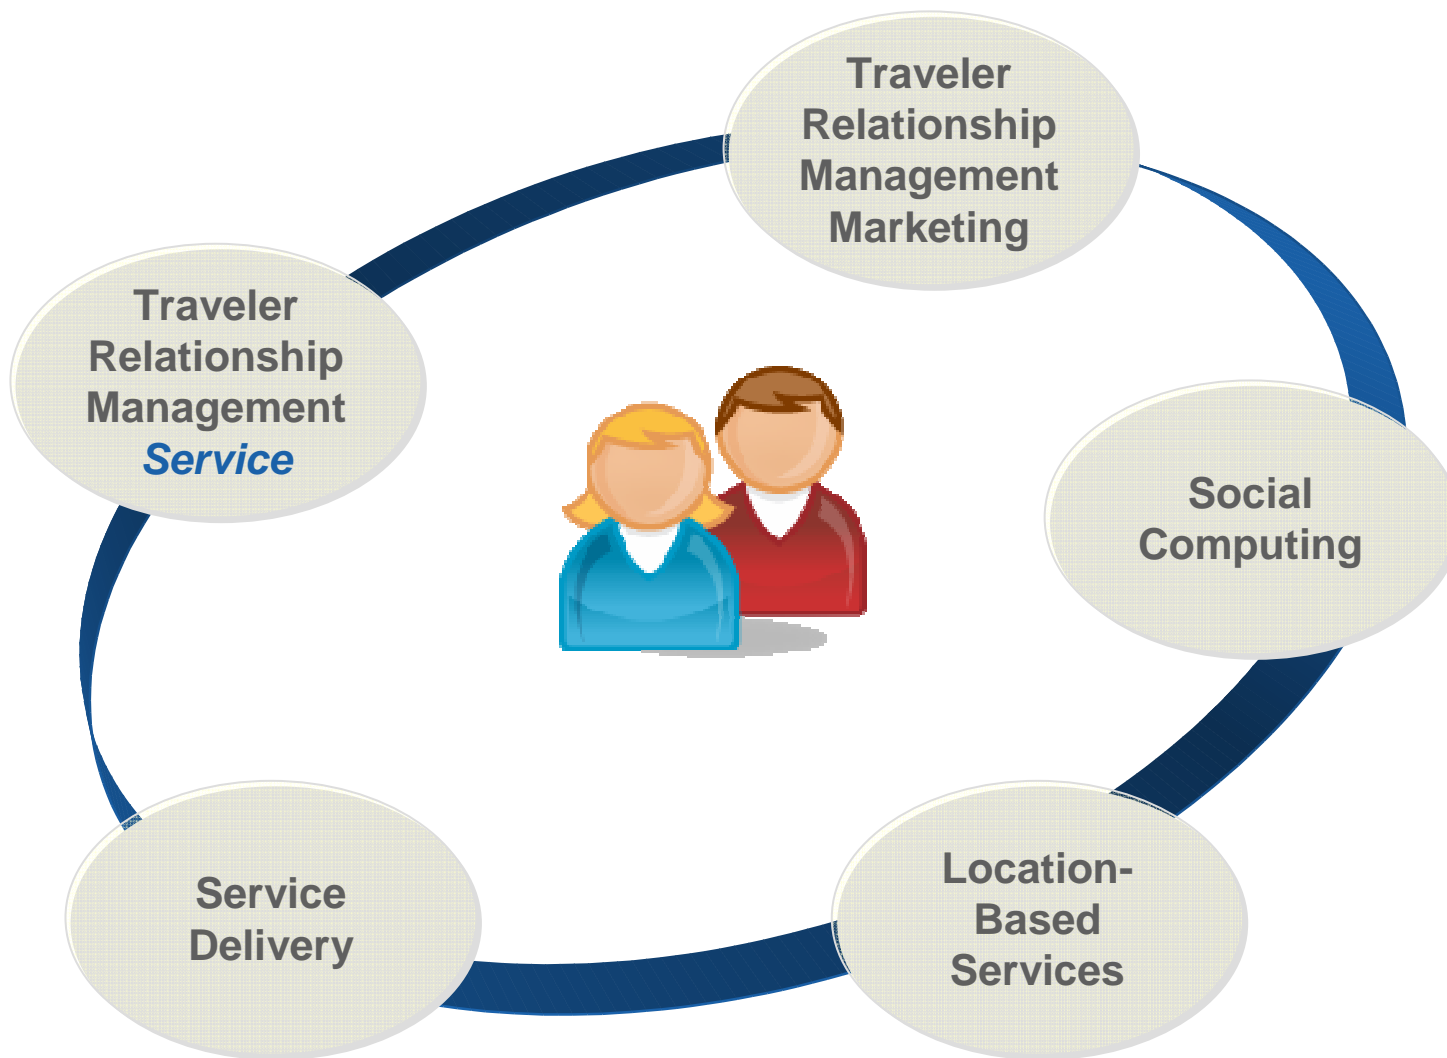 Traveler
Relationship
Management
Marketing
Traveler
Relationship
Management
Service
Social
Computing
Location-
Based
Services
Service
Delivery